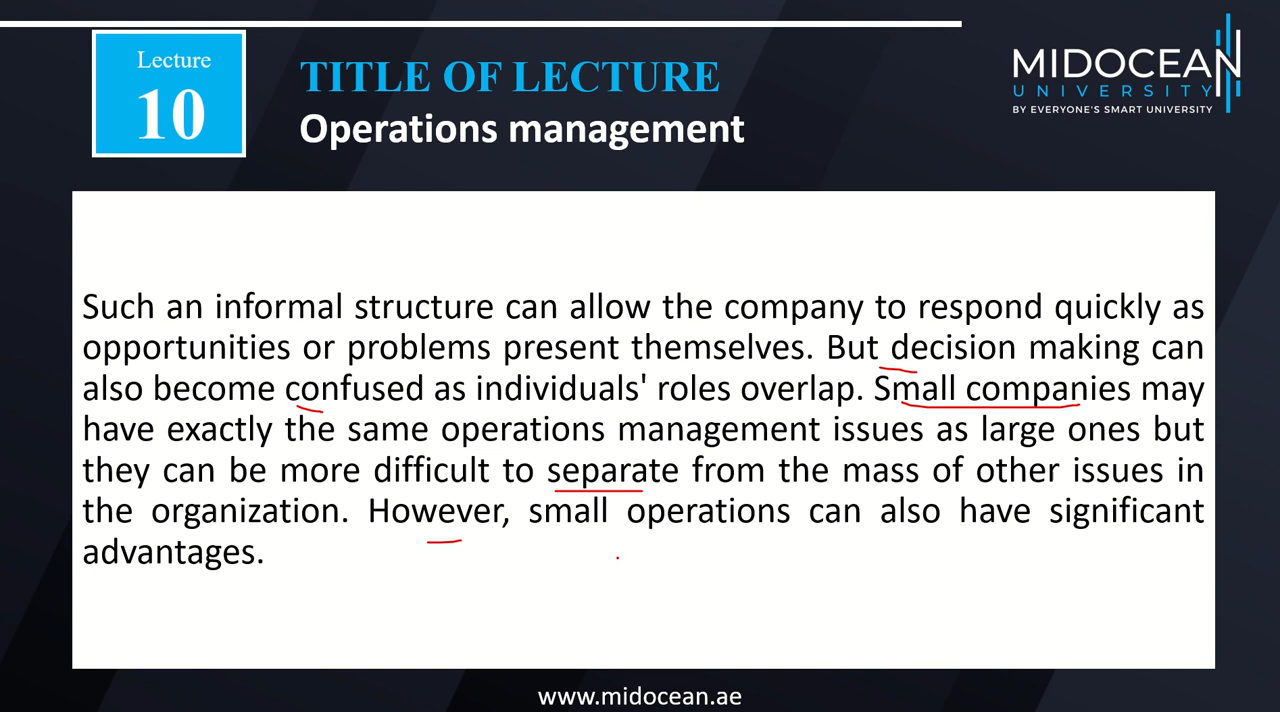 Lecture
10
TITLE OF LECTURE
Operations management
MIDOCEAN
UNIVERSITY
BY EVERYONE'S SMART UNIVERSITY
Such an informal structure can allow the company to respond quickly as
opportunities or problems present themselves. But decision making can
also become confused as individuals' roles overlap. Small companies may
have exactly the same operations management issues as large ones but
they can be more difficult to separate from the mass of other issues in
the organization. However, small operations can also have significant
advantages.
www.midocean.ae